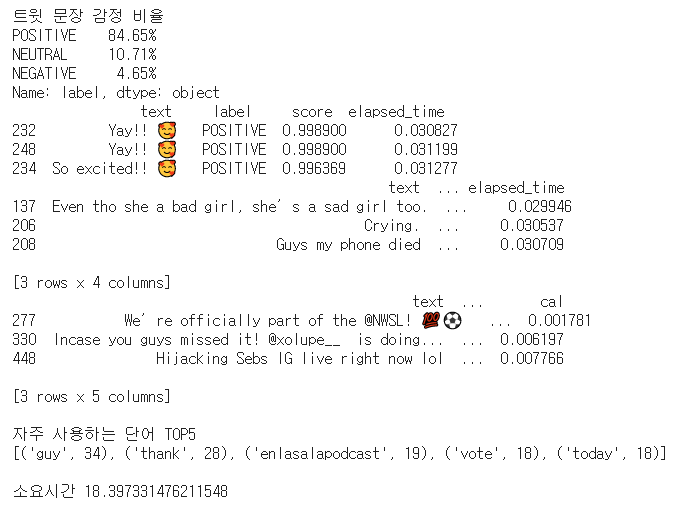 트윗 문장 감정 비율
POSITIVE 84.65%
NEUTRAL 10.71%
NEGATIVE 4.65%
Name: label, dtype: object
text label score elapsed_time
232 Yay!! 🥰 POSITIVE 0.998900 0.030827
248 Yay!! 🥰 POSITIVE 0.998900 0.031199
234 So excited!! 🥰 POSITIVE 0.996369 0.031277
text ... elapsed_time
137 Even tho she a bad girl, she’s a sad girl too. ... 0.029946
206 Crying. ... 0.030537
208 Guys my phone died ... 0.030709
[3 rows x 4 columns]
text ... cal
277 We’re officially part of the @NWSL! 💯⚽ ... 0.001781
330 Incase you guys missed it! @xolupe__ is doing... ... 0.006197
448 Hijacking Sebs IG live right now lol ... 0.007766
[3 rows x 5 columns]
자주 사용하는 단어 TOP5
[('guy', 34), ('thank', 28), ('enlasalapodcast', 19), ('vote', 18), ('today', 18)]
소요시간 18.397331476211548